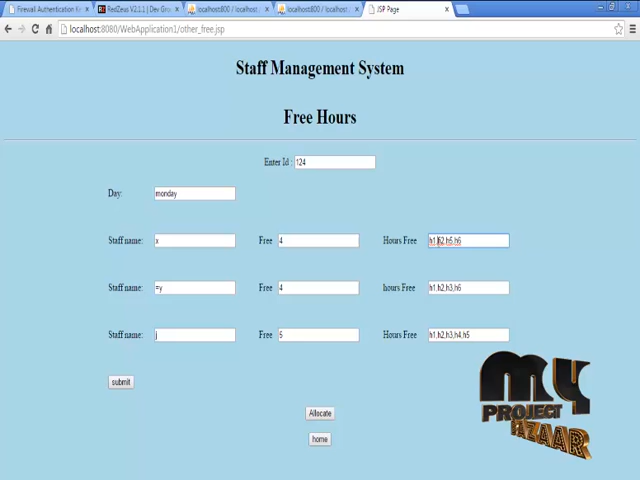 Firewall Authentication K
RedZeus V2.1.1 | Dev Gro
localhost:800 / localhost
localhost:800 / localhost
JSP Page
localhost:8080/WebApplication1/other_free.jsp
Staff Management System
Free Hours
Enter Id : 124
Day: monday
Staff name: x Free 4 Hours Free h1,h2,h5,h6
Staff name: =y Free 4 hours Free h1,h2,h3,h6
Staff name: j Free 5 Hours Free h1,h2,h3,h4,h5
submit
Allocate
home
my
PROJECT
BAZAAR